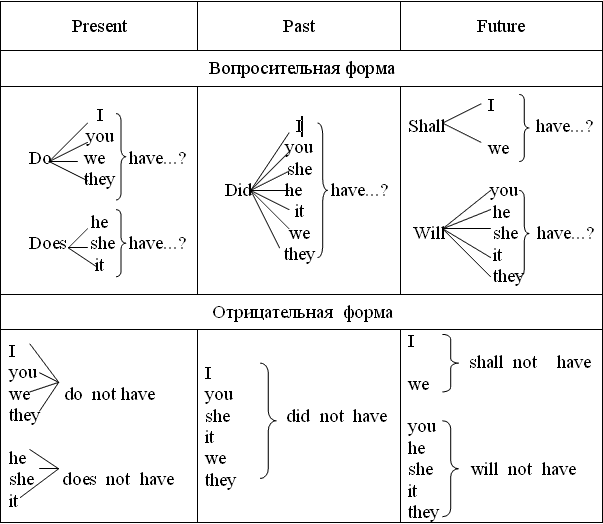 Present Past Future
Вопросительная форма
I
you
Do we have...?
they
he
Does she have...?
it
I
you
she
Did he have...?
it
we
they
I
Shall have...?
we
you
he
Will she have...?
it
they
Отрицательная форма
I
you
we do not have
they
he
she does not have
it
I
you
she did not have
it
we
they
I
shall not have
we
you
he
she will not have
it
they